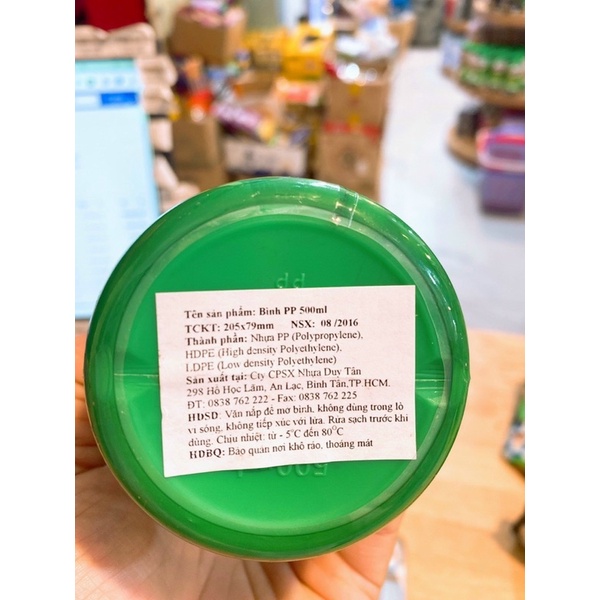 PP
Tên sản phẩm: Bình PP 500ml
TCKT: 205x79mm NSX: 08 /2016
Thành phần: Nhựa PP (Polypropylene),
HDPE (High density Polyethylene),
LDPE (Low density Polyethylene)
Sản xuất tại: Cty CPSX Nhựa Duy Tân
298 Hồ Học Lãm, An Lạc, Bình Tân,TP.HCM.
ĐT: 0838 762 222 - Fax: 0838 762 225
HDSD: Vặn nắp để mở bình, không dùng trong lò
vi sóng, không tiếp xúc với lửa. Rửa sạch trước khi
dùng. Chịu nhiệt: từ - 5°C đến 80°C
HDBQ: Bảo quản nơi khô ráo, thoáng mát